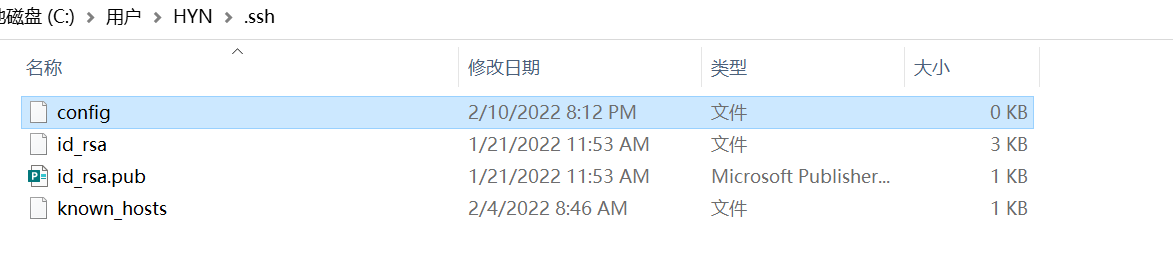 地磁盘 (C:) > 用户 > HYN > .ssh
名称 修改日期 类型 大小
config 2/10/2022 8:12 PM 文件 0 KB
id_rsa 1/21/2022 11:53 AM 文件 3 KB
id_rsa.pub 1/21/2022 11:53 AM Microsoft Publisher... 1 KB
known_hosts 2/4/2022 8:46 AM 文件 1 KB